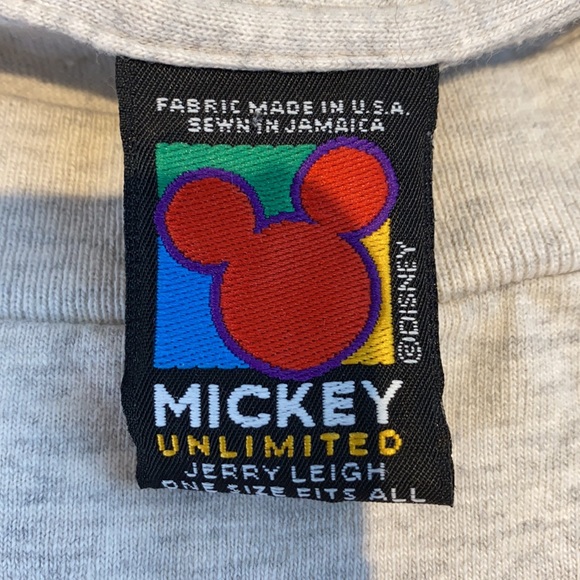 FABRIC MADE IN U.S.A.
SEWN IN JAMAICA
©DISNEY
MICKEY
UNLIMITED
JERRY LEIGH
ONE SIZE FITS ALL